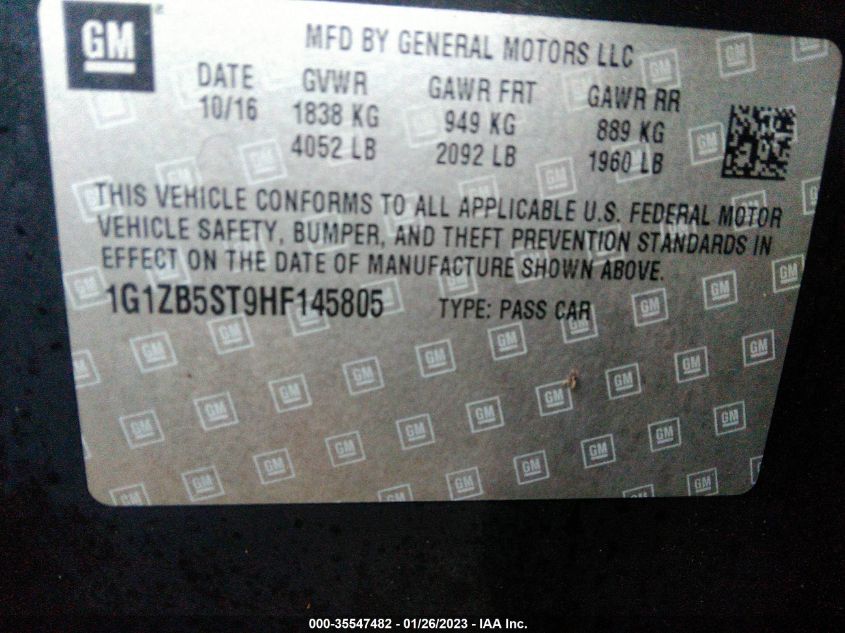 GM
MFD BY GENERAL MOTORS LLC
DATE GVWR GAWR FRT GAWR RR
10/16 1838 KG 949 KG 889 KG
4052 LB 2092 LB 1960 LB
THIS VEHICLE CONFORMS TO ALL APPLICABLE U.S. FEDERAL MOTOR
VEHICLE SAFETY, BUMPER, AND THEFT PREVENTION STANDARDS IN
EFFECT ON THE DATE OF MANUFACTURE SHOWN ABOVE.
1G1ZB5ST9HF145805 TYPE: PASS CAR
000-35547482 - 01/26/2023 - IAA Inc.